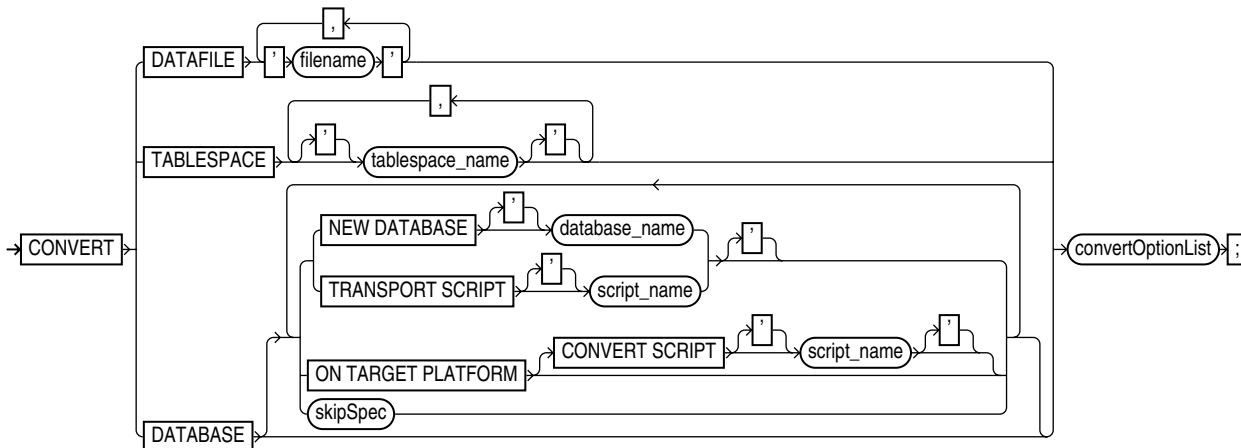 ,
DATAFILE ' filename '
,
' '
TABLESPACE tablespace_name
' '
NEW DATABASE database_name
CONVERT convertOptionList ;
' 
TRANSPORT SCRIPT script_name
' '
CONVERT SCRIPT script_name
ON TARGET PLATFORM
skipSpec
DATABASE